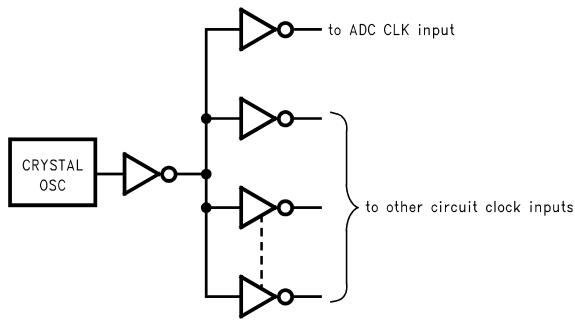 to ADC CLK input
CRYSTAL
OSC
to other circuit clock inputs